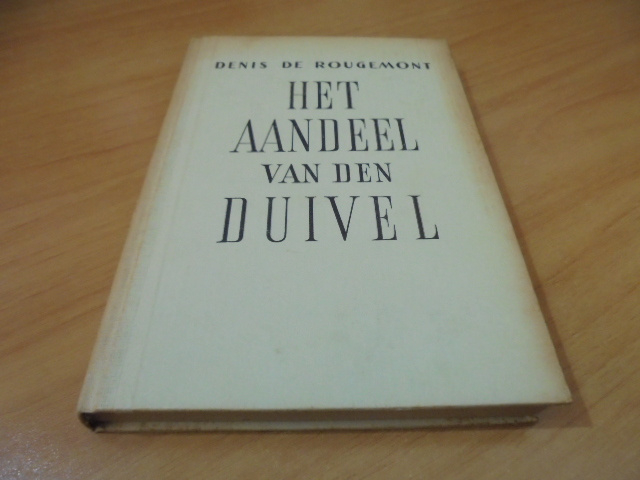 DENIS DE ROUGEMONT
HET
AANDEEL
VAN DEN
DUIVEL